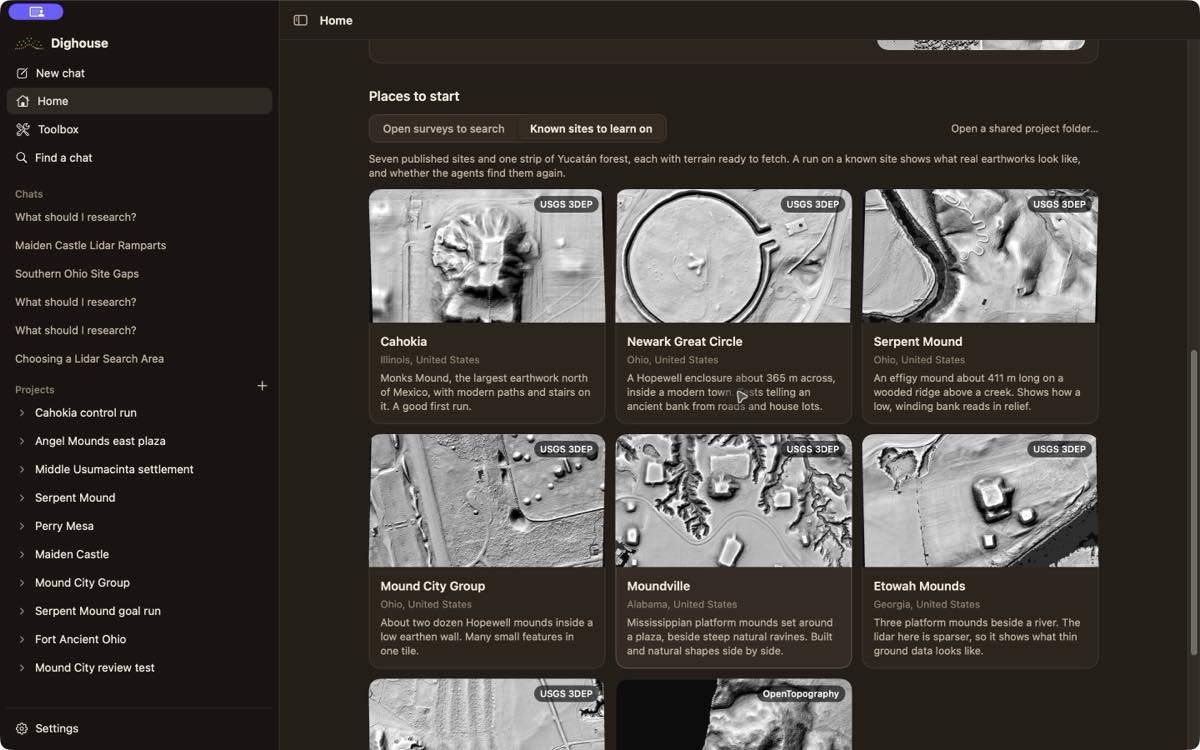 Home
Dighouse
New chat
Home
Toolbox
Find a chat
Chats
What should I research?
Maiden Castle Lidar Ramparts
Southern Ohio Site Gaps
What should I research?
What should I research?
Choosing a Lidar Search Area
Projects
Cahokia control run
Angel Mounds east plaza
Middle Usumacinta settlement
Serpent Mound
Perry Mesa
Maiden Castle
Mound City Group
Serpent Mound goal run
Fort Ancient Ohio
Mound City review test
Settings
Places to start
Open surveys to search
Known sites to learn on
Open a shared project folder...
Seven published sites and one strip of Yucatán forest, each with terrain ready to fetch. A run on a known site shows what real earthworks look like,
and whether the agents find them again.
USGS 3DEP
Cahokia
Illinois, United States
Monks Mound, the largest earthwork north
of Mexico, with modern paths and stairs on
it. A good first run.
USGS 3DEP
Newark Great Circle
Ohio, United States
A Hopewell enclosure about 365 m across,
inside a modern town. Tests telling an
ancient bank from roads and house lots.
USGS 3DEP
Serpent Mound
Ohio, United States
An effigy mound about 411 m long on a
wooded ridge above a creek. Shows how a
low, winding bank reads in relief.
USGS 3DEP
Mound City Group
Ohio, United States
About two dozen Hopewell mounds inside a
low earthen wall. Many small features in
one tile.
USGS 3DEP
Moundville
Alabama, United States
Mississippian platform mounds set around
a plaza, beside steep natural ravines. Built
and natural shapes side by side.
USGS 3DEP
Etowah Mounds
Georgia, United States
Three platform mounds beside a river. The
lidar here is sparser, so it shows what thin
ground data looks like.
USGS 3DEP
OpenTopography